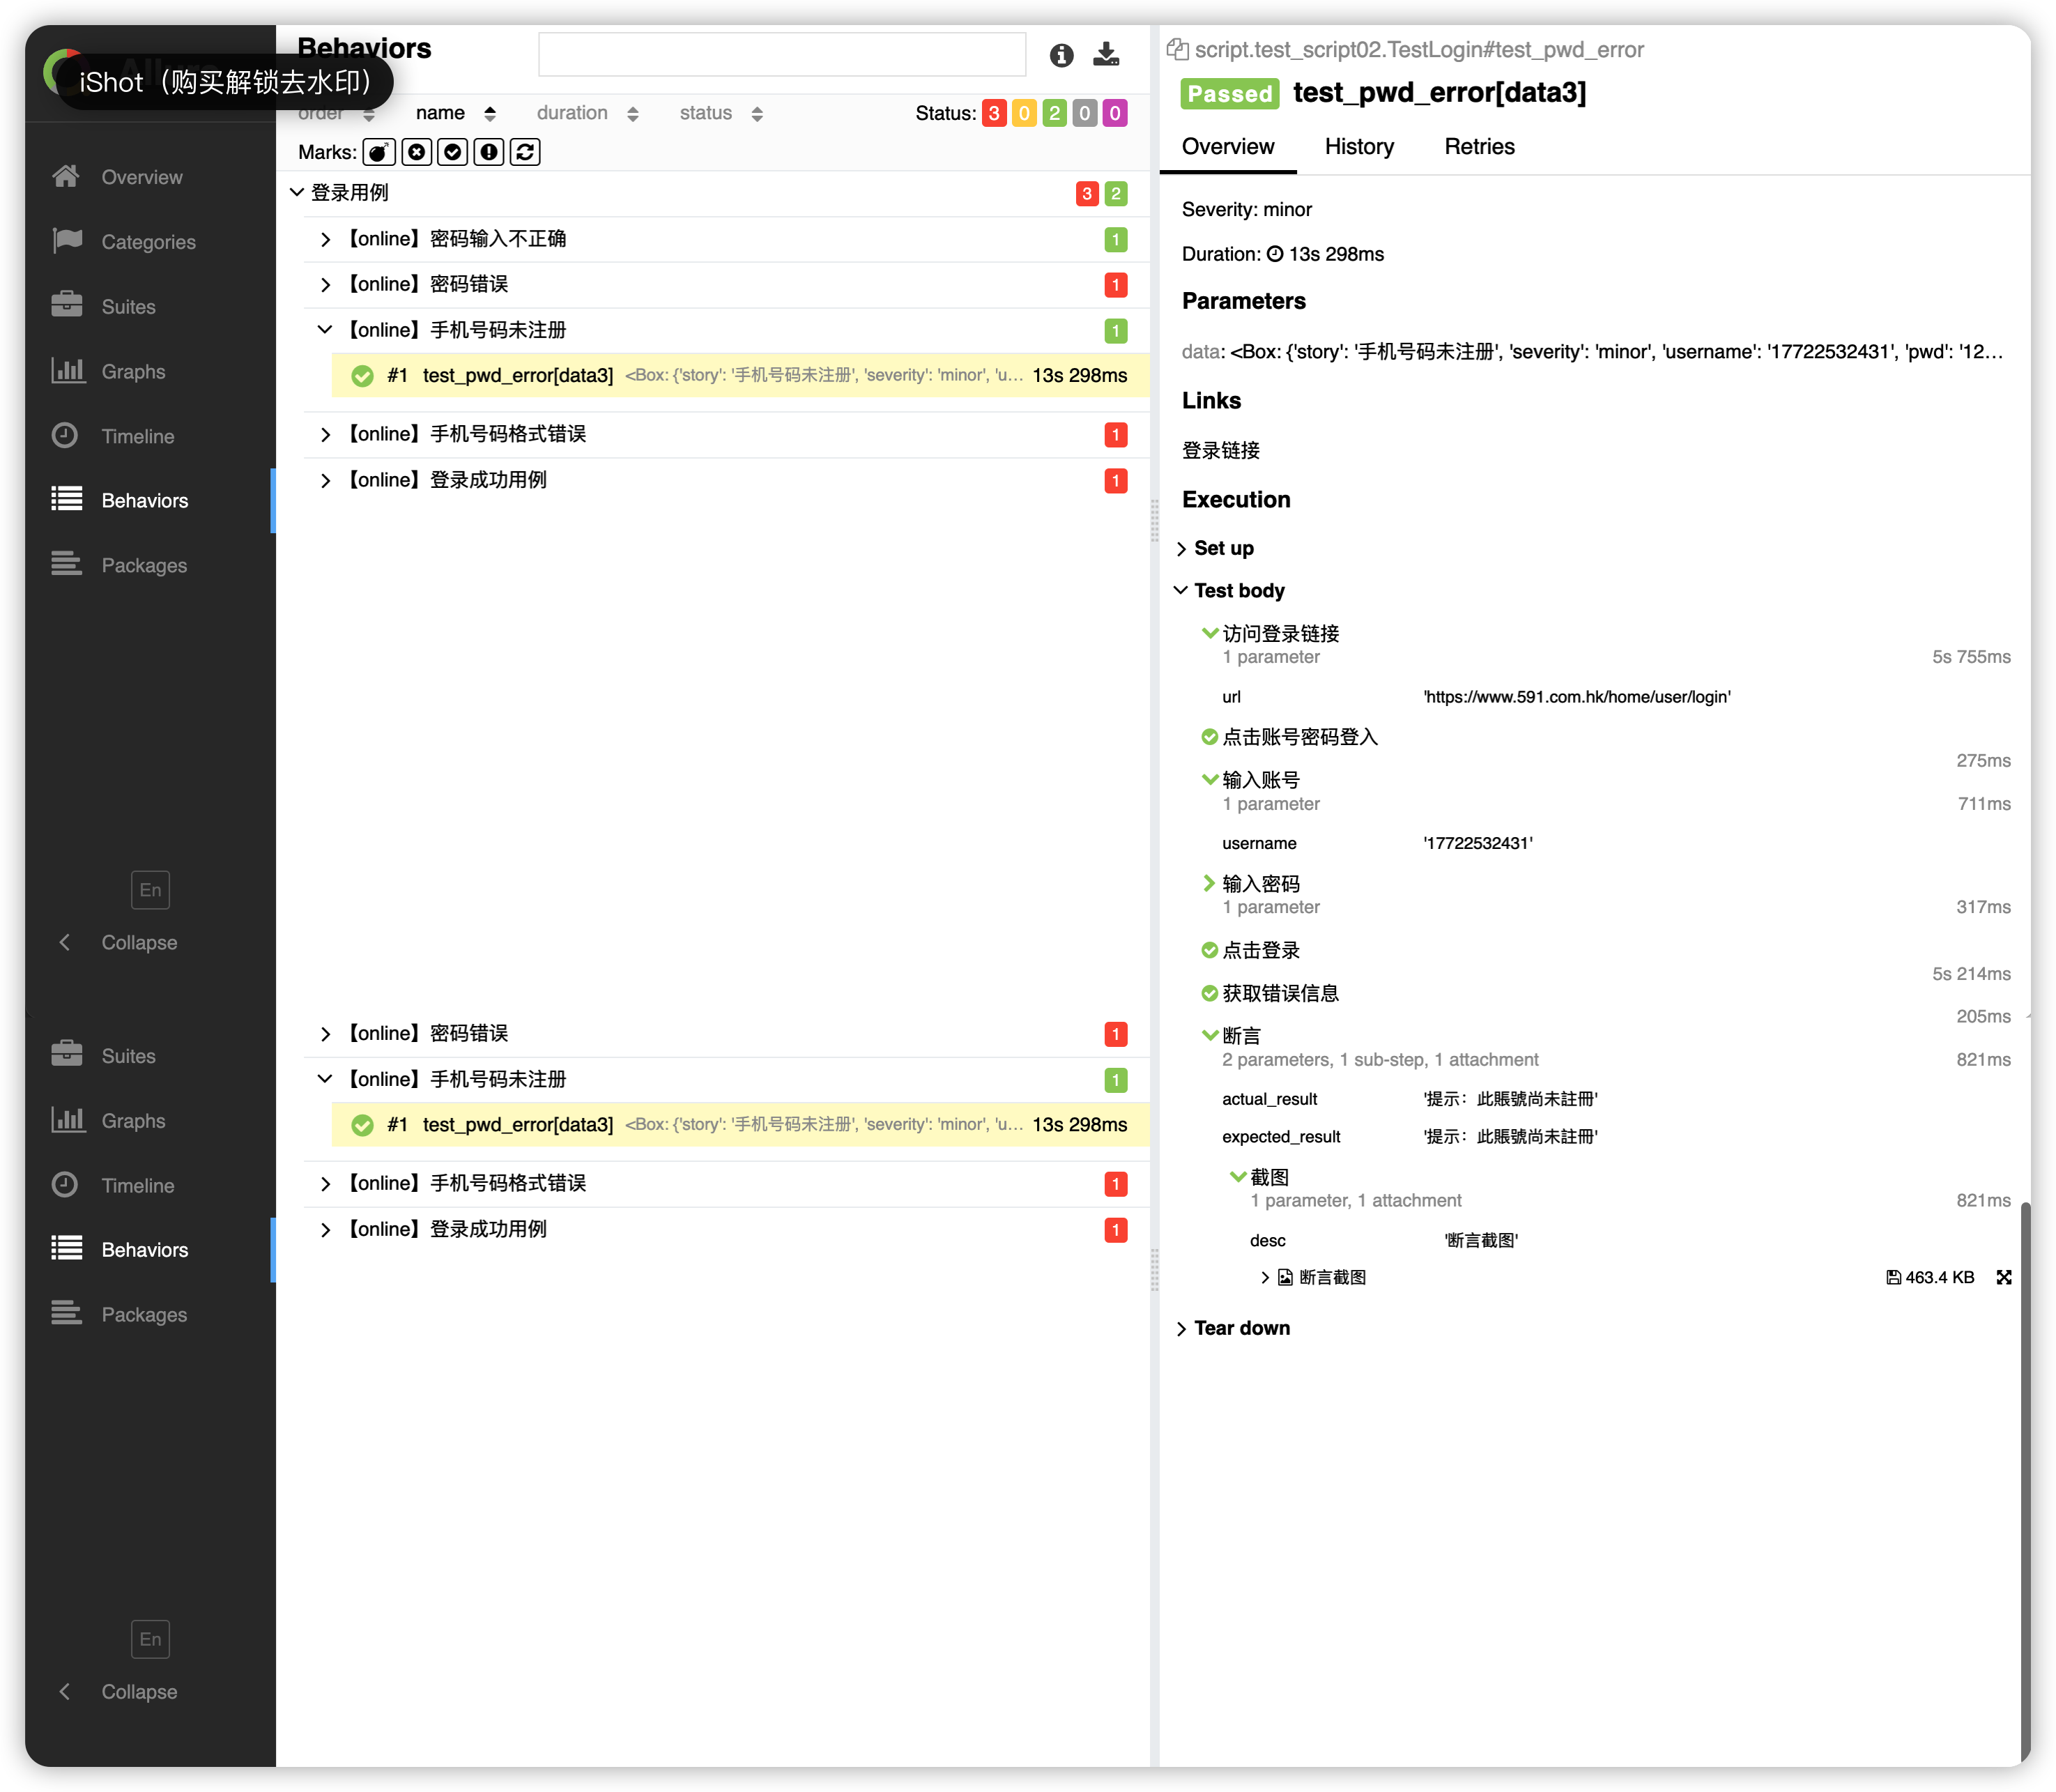 iShot（购买解锁去水印）
Overview
Categories
Suites
Graphs
Timeline
Behaviors
Packages
En
Collapse
Suites
Graphs
Timeline
Behaviors
Packages
En
Collapse
Behaviors
order name duration status Status: 3 0 2 0 0
Marks:
登录用例 3 2
【online】密码输入不正确 1
【online】密码错误 1
【online】手机号码未注册 1
#1 test_pwd_error[data3] <Box: {'story': '手机号码未注册', 'severity': 'minor', 'u... 13s 298ms
【online】手机号码格式错误 1
【online】登录成功用例 1
【online】密码错误 1
【online】手机号码未注册 1
#1 test_pwd_error[data3] <Box: {'story': '手机号码未注册', 'severity': 'minor', 'u... 13s 298ms
【online】手机号码格式错误 1
【online】登录成功用例 1
script.test_script02.TestLogin#test_pwd_error
Passed test_pwd_error[data3]
Overview History Retries
Severity: minor
Duration: 13s 298ms
Parameters
data: <Box: {'story': '手机号码未注册', 'severity': 'minor', 'username': '17722532431', 'pwd': '12...
Links
登录链接
Execution
Set up
Test body
访问登录链接
1 parameter 5s 755ms
url 'https://www.591.com.hk/home/user/login'
点击账号密码登入
275ms
输入账号
1 parameter 711ms
username '17722532431'
输入密码
1 parameter 317ms
点击登录
5s 214ms
获取错误信息
205ms
断言
2 parameters, 1 sub-step, 1 attachment 821ms
actual_result '提示：此賬號尚未註冊'
expected_result '提示：此賬號尚未註冊'
截图
1 parameter, 1 attachment 821ms
desc '断言截图'
断言截图 463.4 KB
Tear down